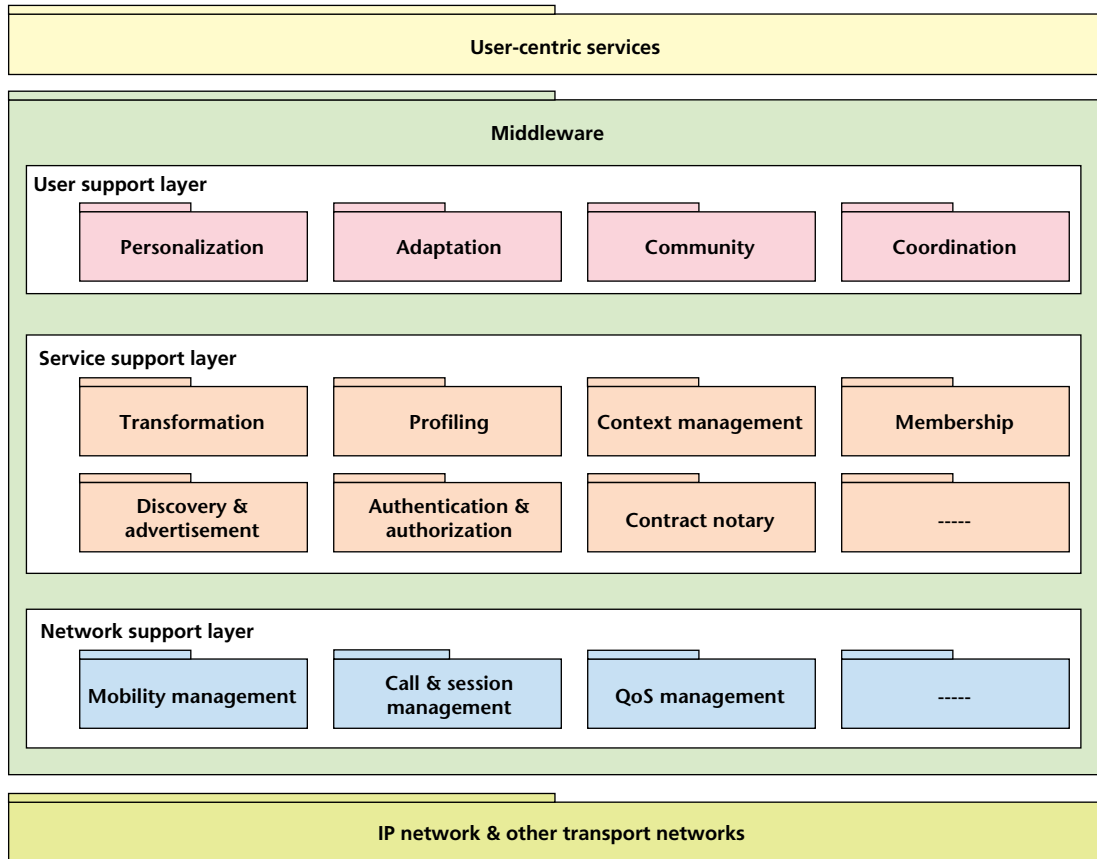 User-centric services
Middleware
User support layer
Personalization
Adaptation
Community
Coordination
Service support layer
Transformation
Profiling
Context management
Membership
Discovery &
advertisement
Authentication &
authorization
Contract notary
-----
Network support layer
Mobility management
Call & session
management
QoS management
-----
IP network & other transport networks